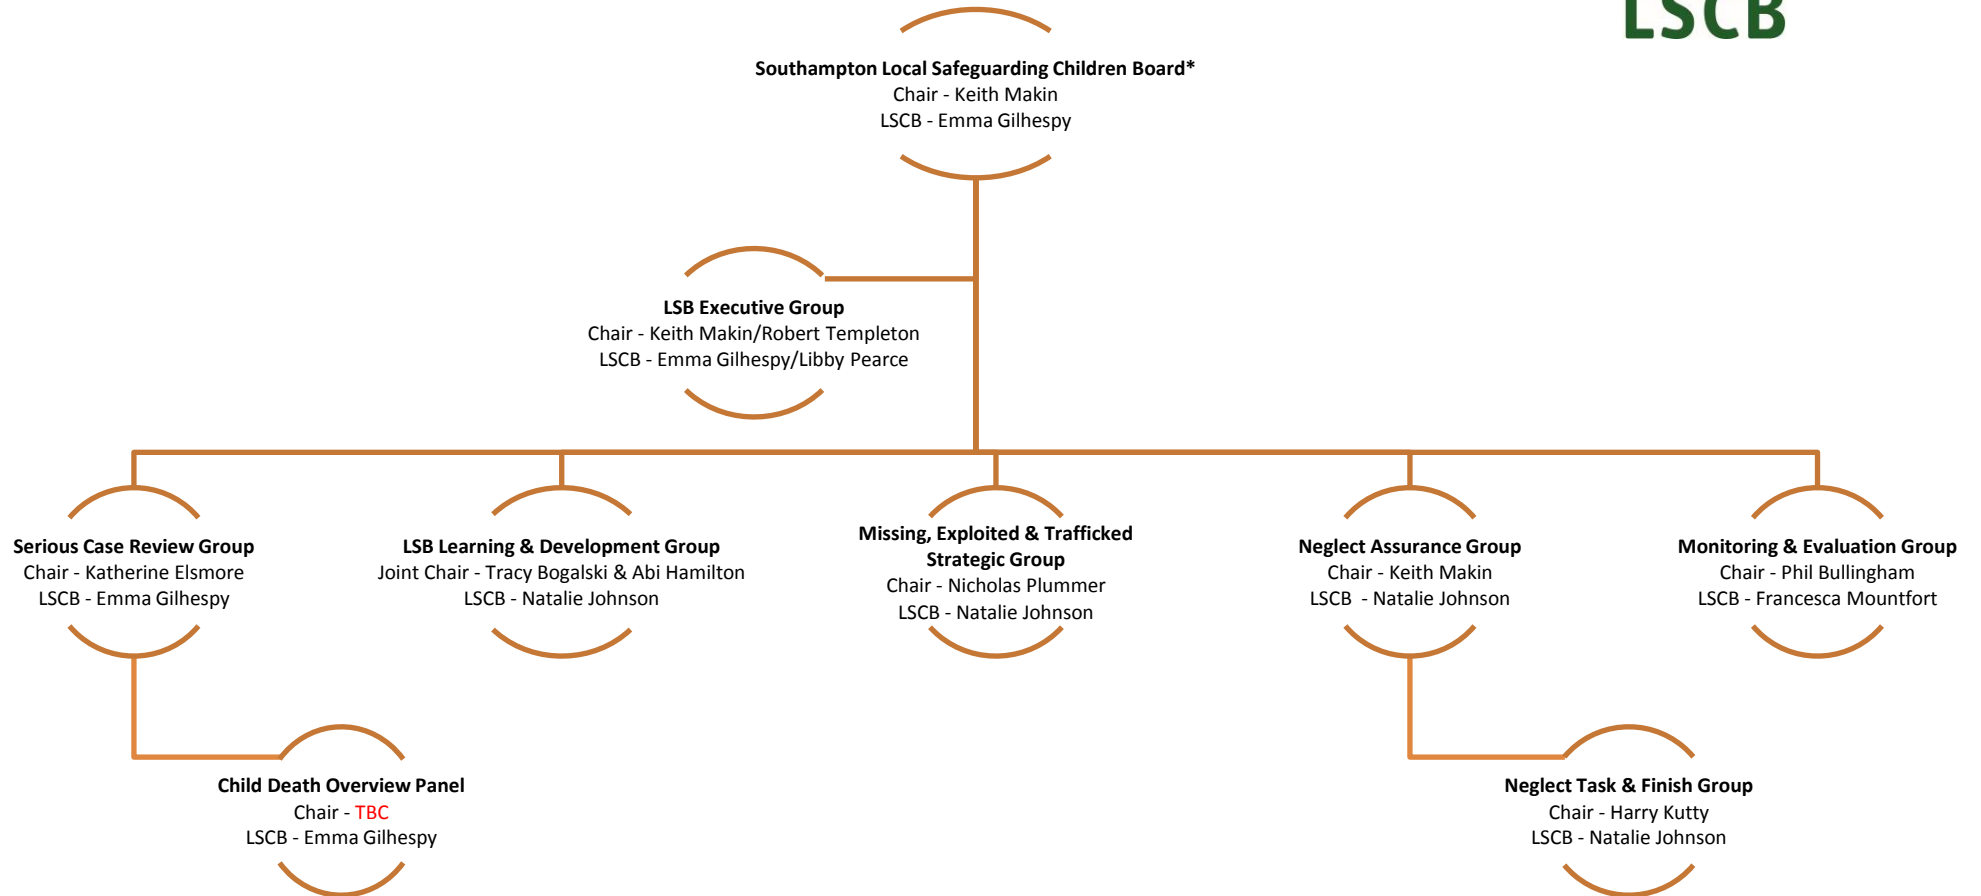 LSCB
Southampton Local Safeguarding Children Board*
Chair - Keith Makin
LSCB - Emma Gilhespy
LSB Executive Group
Chair - Keith Makin/Robert Templeton
LSCB - Emma Gilhespy/Libby Pearce
Serious Case Review Group
Chair - Katherine Elsmore
LSCB - Emma Gilhespy
LSB Learning & Development Group
Joint Chair - Tracy Bogalski & Abi Hamilton
LSCB - Natalie Johnson
Missing, Exploited & Trafficked
Strategic Group
Chair - Nicholas Plummer
LSCB - Natalie Johnson
Neglect Assurance Group
Chair - Keith Makin
LSCB  - Natalie Johnson
Monitoring & Evaluation Group
Chair - Phil Bullingham
LSCB - Francesca Mountfort
Child Death Overview Panel
Chair - TBC
LSCB - Emma Gilhespy
Neglect Task & Finish Group
Chair - Harry Kutty
LSCB - Natalie Johnson